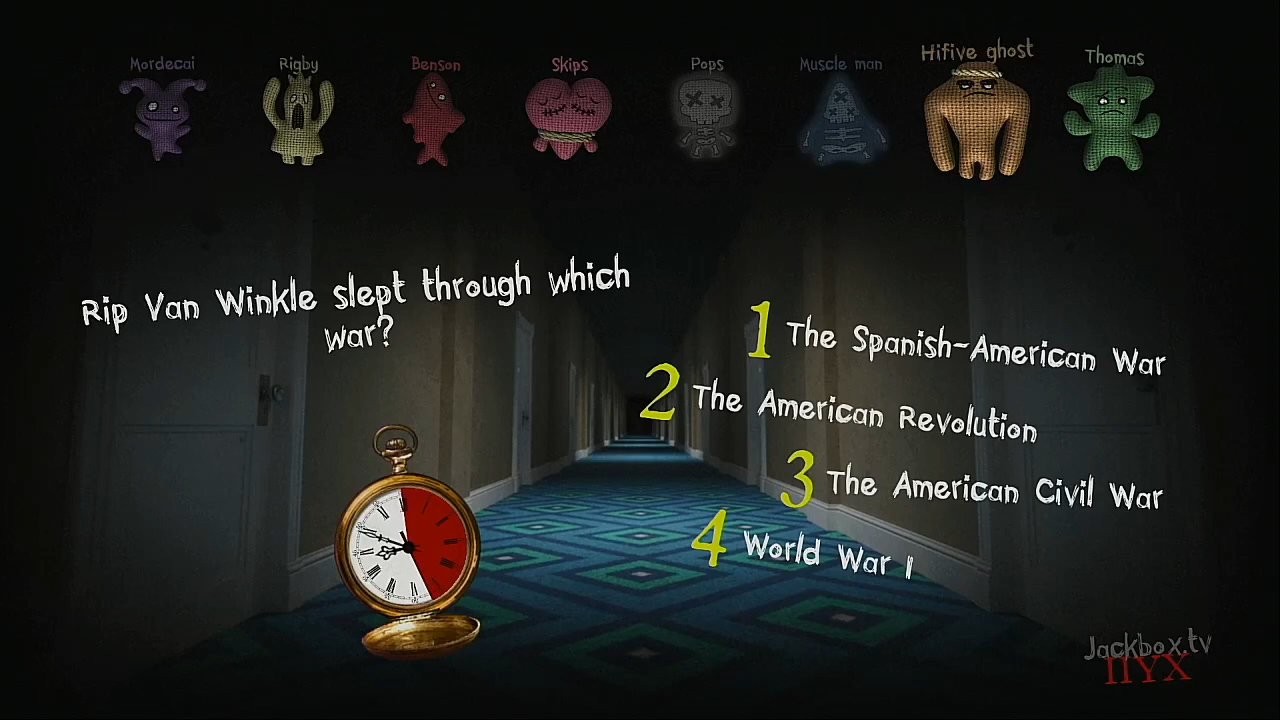 Mordecai
Rigby
Benson
Skips
Pops
Muscle man
Hifive ghost
Thomas
Rip Van Winkle slept through which
war?
1 The Spanish-American War
2 The American Revolution
3 The American Civil War
4 World War I
Jackbox.tv